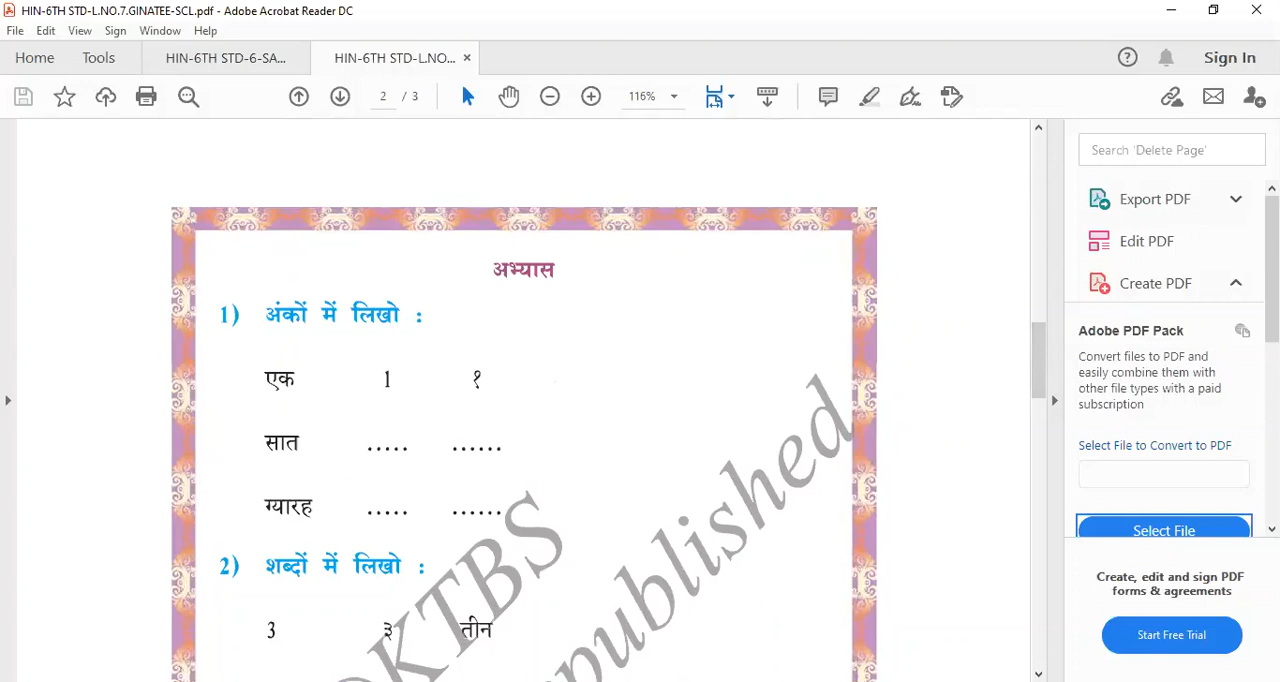 HIN-6TH STD-L.NO.7.GINATEE-SCL.pdf - Adobe Acrobat Reader DC
File Edit View Sign Window Help
Home Tools HIN-6TH STD-6-SA... HIN-6TH STD-L.NO... ×
Sign In
2 / 3 116%
Search 'Delete Page'
Export PDF
Edit PDF
Create PDF
Adobe PDF Pack
Convert files to PDF and
easily combine them with
other file types with a paid
subscription
Select File to Convert to PDF
Select File
Create, edit and sign PDF
forms & agreements
Start Free Trial
अभ्यास
1) अंकों में लिखो :
एक 1 १
सात ..... ......
ग्यारह ..... ......
2) शब्दों में लिखो :
3 ३ तीन
KTBS
republished